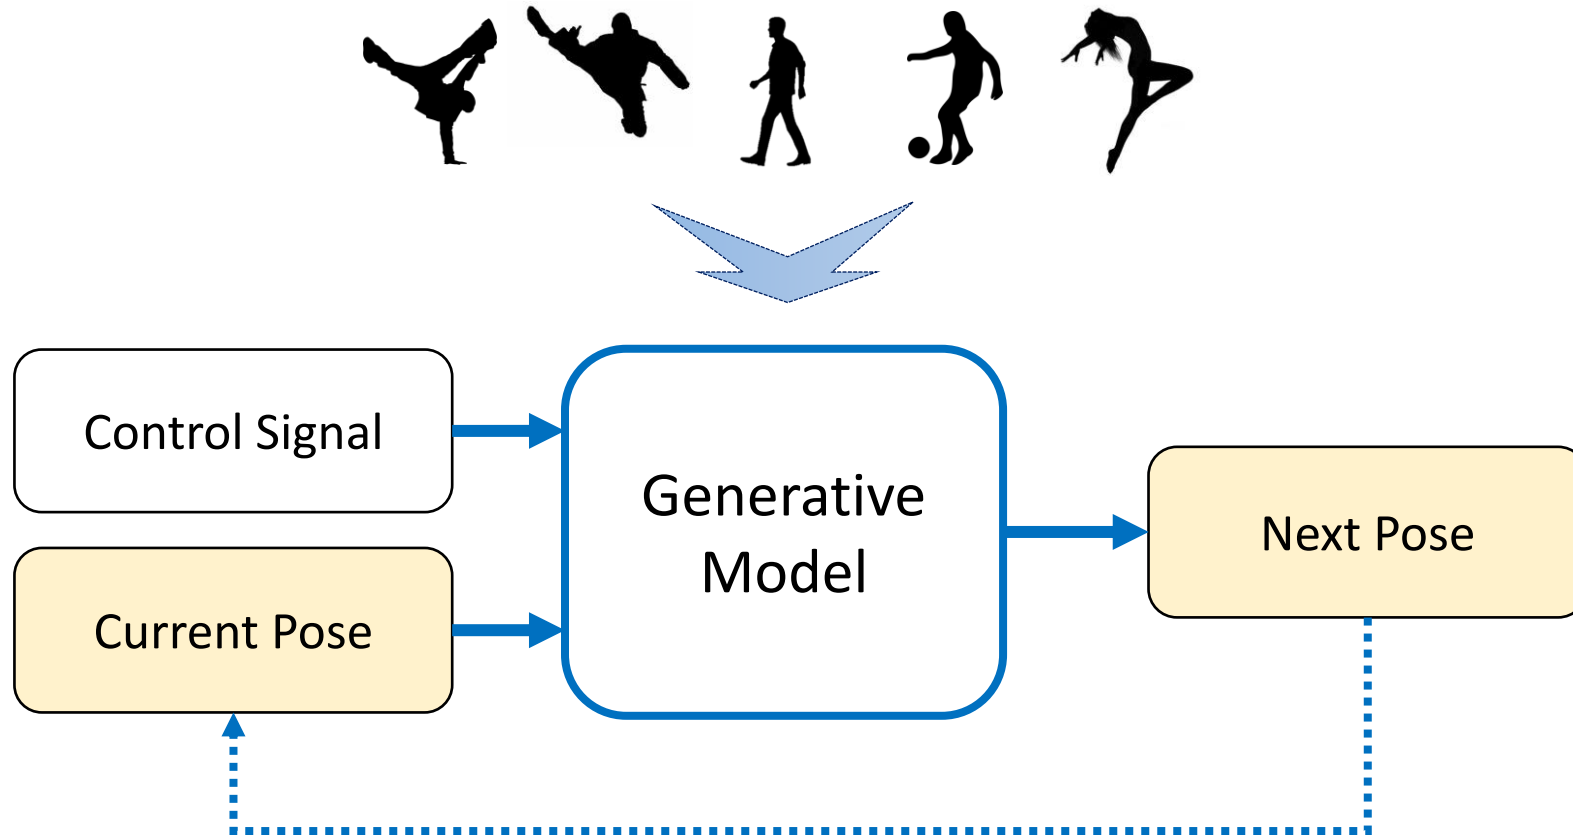 Control Signal
Current Pose
Generative
Model
Next Pose